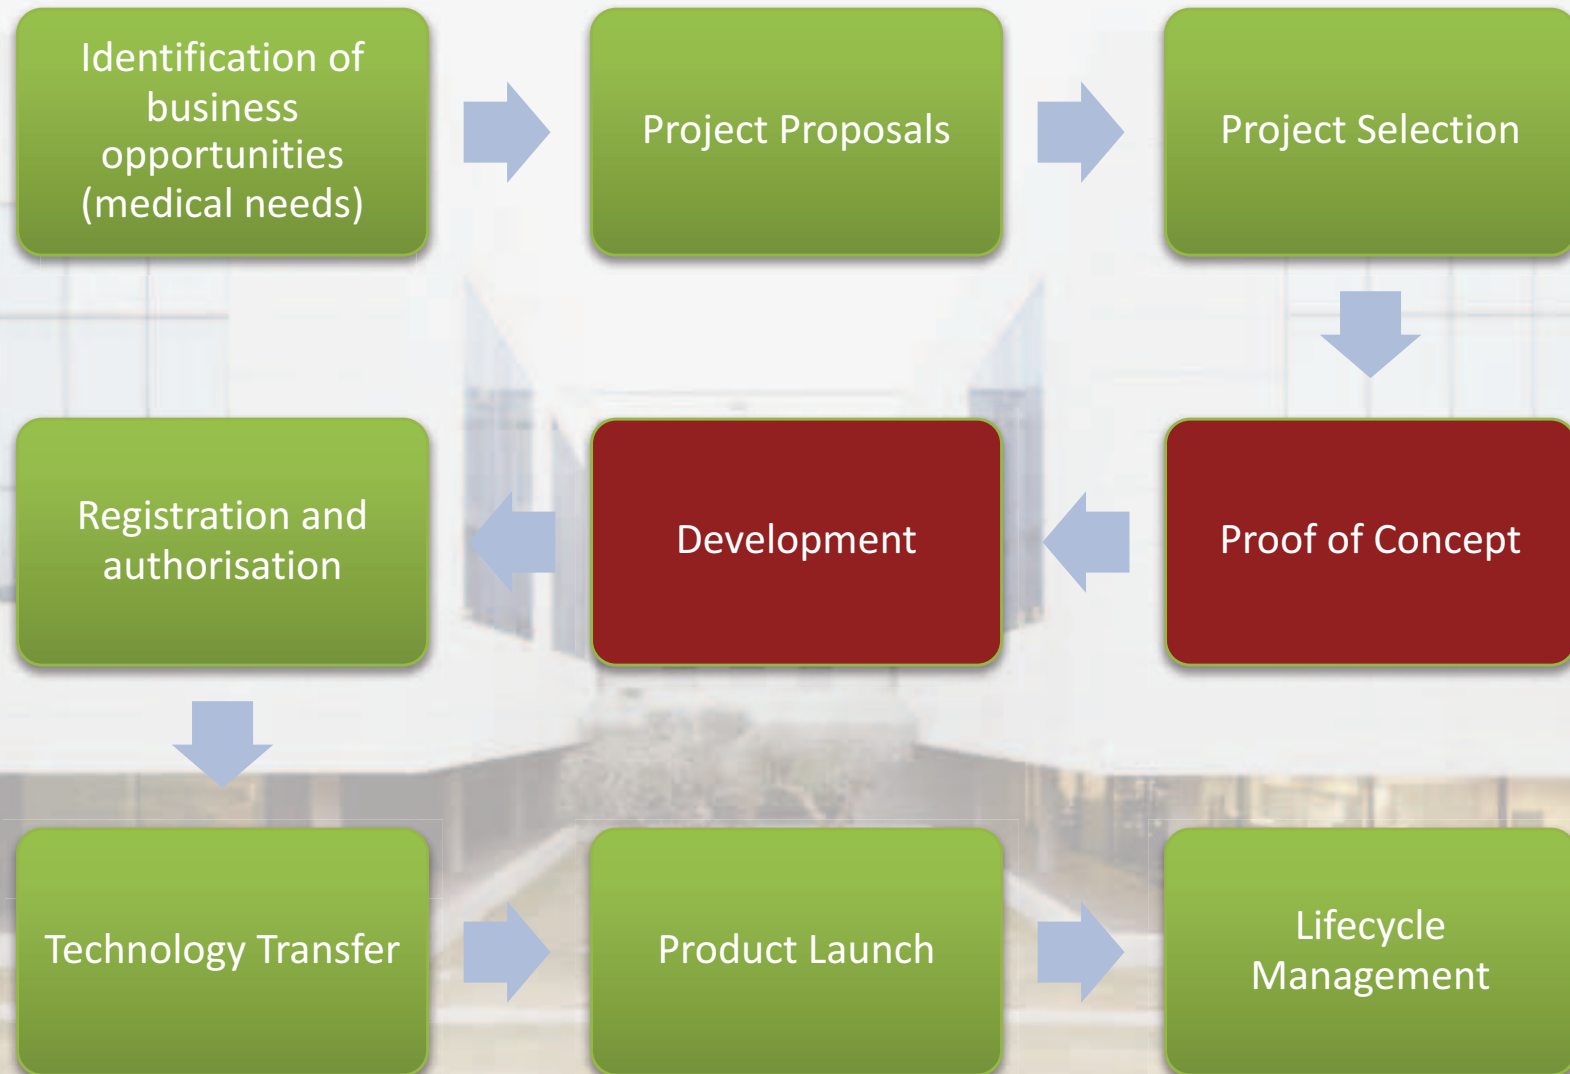 Identification of
business
opportunities
(medical needs)
Project Proposals
Project Selection
Proof of Concept
Development
Registration and
authorisation
Technology Transfer
Product Launch
Lifecycle
Management